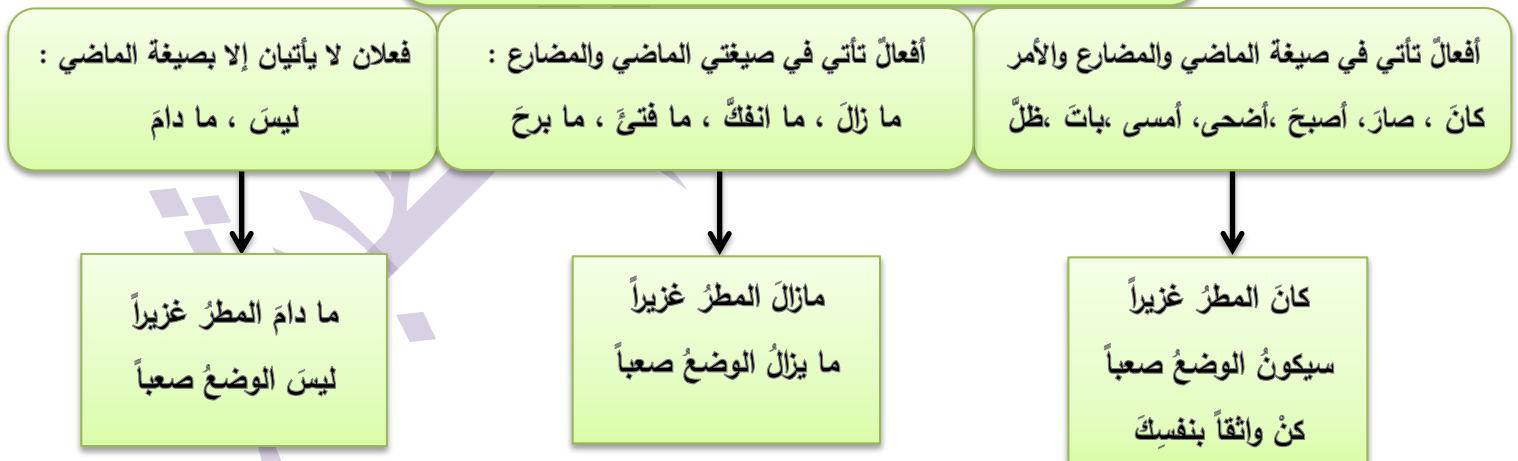 أفعالٌ تأتي في صيغة الماضي والمضارع والأمر
كانَ ، صارَ، أصبحَ ،أضحى، أمسى ،باتَ ،ظلَّ
أفعالٌ تأتي في صيغتي الماضي والمضارع :
ما زالَ ، ما انفكَّ ، ما فتئَ ، ما برحَ
فعلان لا يأتيان إلا بصيغة الماضي :
ليسَ ، ما دامَ
كانَ المطرُ غزيراً
سيكونُ الوضعُ صعباً
كنْ واثقاً بنفسِكَ
مازالَ المطرُ غزيراً
ما يزالُ الوضعُ صعباً
ما دامَ المطرُ غزيراً
ليسَ الوضعُ صعباً